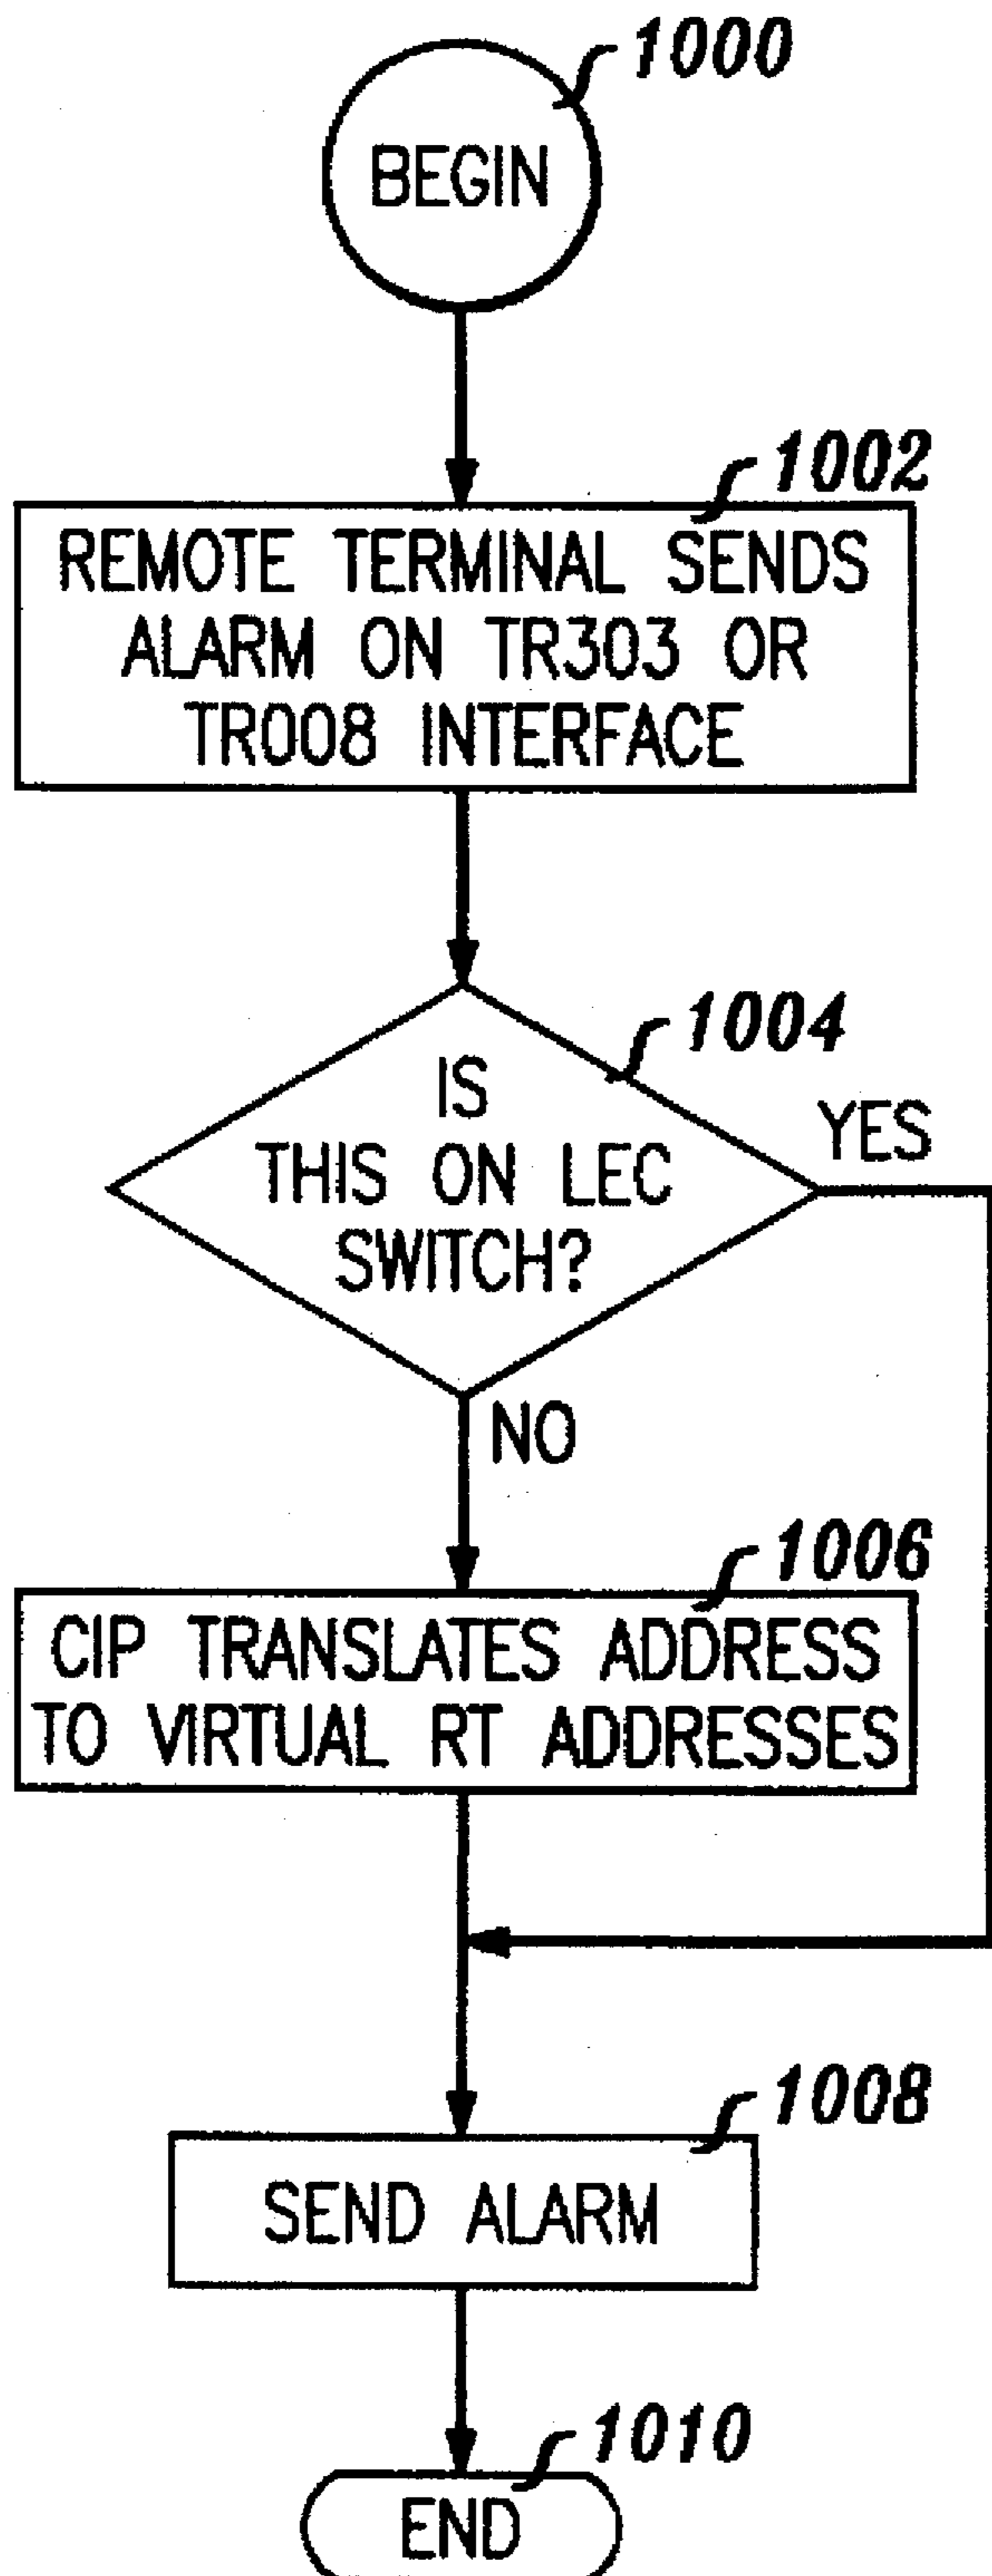 1000
BEGIN
1002
REMOTE TERMINAL SENDS
ALARM ON TR303 OR
TR008 INTERFACE
1004
IS
THIS ON LEC
SWITCH?
YES
NO
1006
CIP TRANSLATES ADDRESS
TO VIRTUAL RT ADDRESSES
1008
SEND ALARM
1010
END